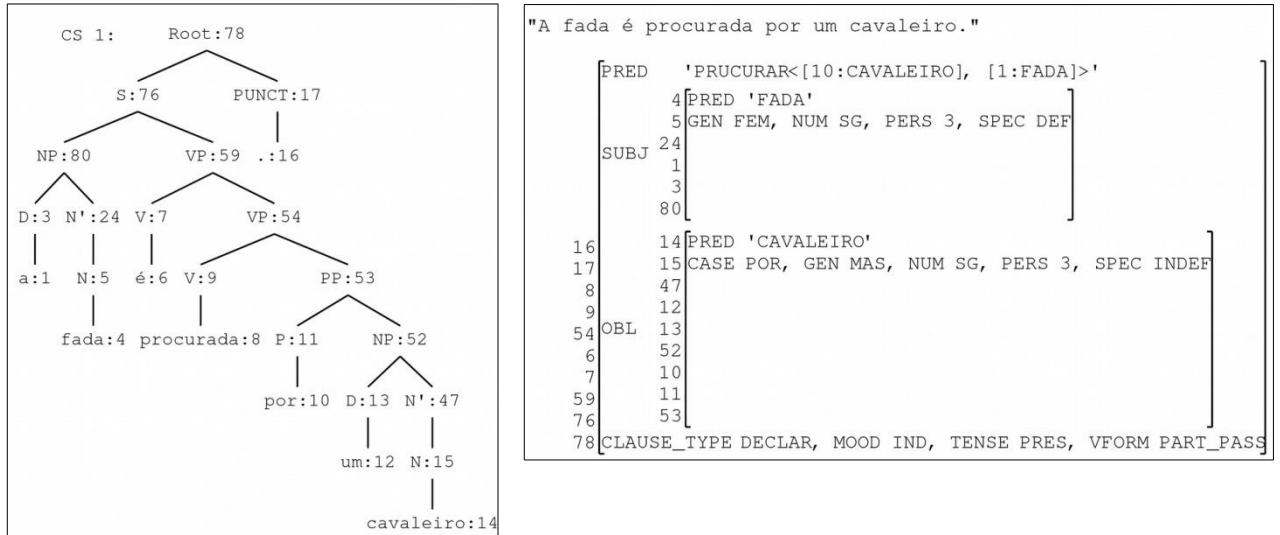 CS 1: Root:78
S:76 PUNCT:17
NP:80 VP:59 .:16
D:3 N':24 V:7 VP:54
a:1 N:5 é:6 V:9 PP:53
fada:4 procurada:8 P:11 NP:52
por:10 D:13 N':47
um:12 N:15
cavaleiro:14
"A fada é procurada por um cavaleiro."
PRED 'PRUCURAR<[10:CAVALEIRO], [1:FADA]>'
4 PRED 'FADA'
5 GEN FEM, NUM SG, PERS 3, SPEC DEF
24
SUBJ
1
3
80
16 14 PRED 'CAVALEIRO'
17 15 CASE POR, GEN MAS, NUM SG, PERS 3, SPEC INDEF
8 47
9 12
54 OBL 13
6 52
7 10
59 11
76 53
78 CLAUSE_TYPE DECLAR, MOOD IND, TENSE PRES, VFORM PART_PASS